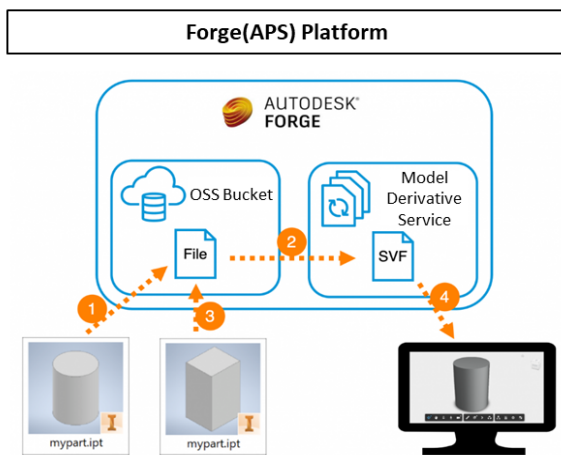 Forge(APS) Platform
AUTODESK®
FORGE
OSS Bucket
Model
Derivative
Service
File
2
SVF
1
3
4
I
mypart.ipt
I
mypart.ipt